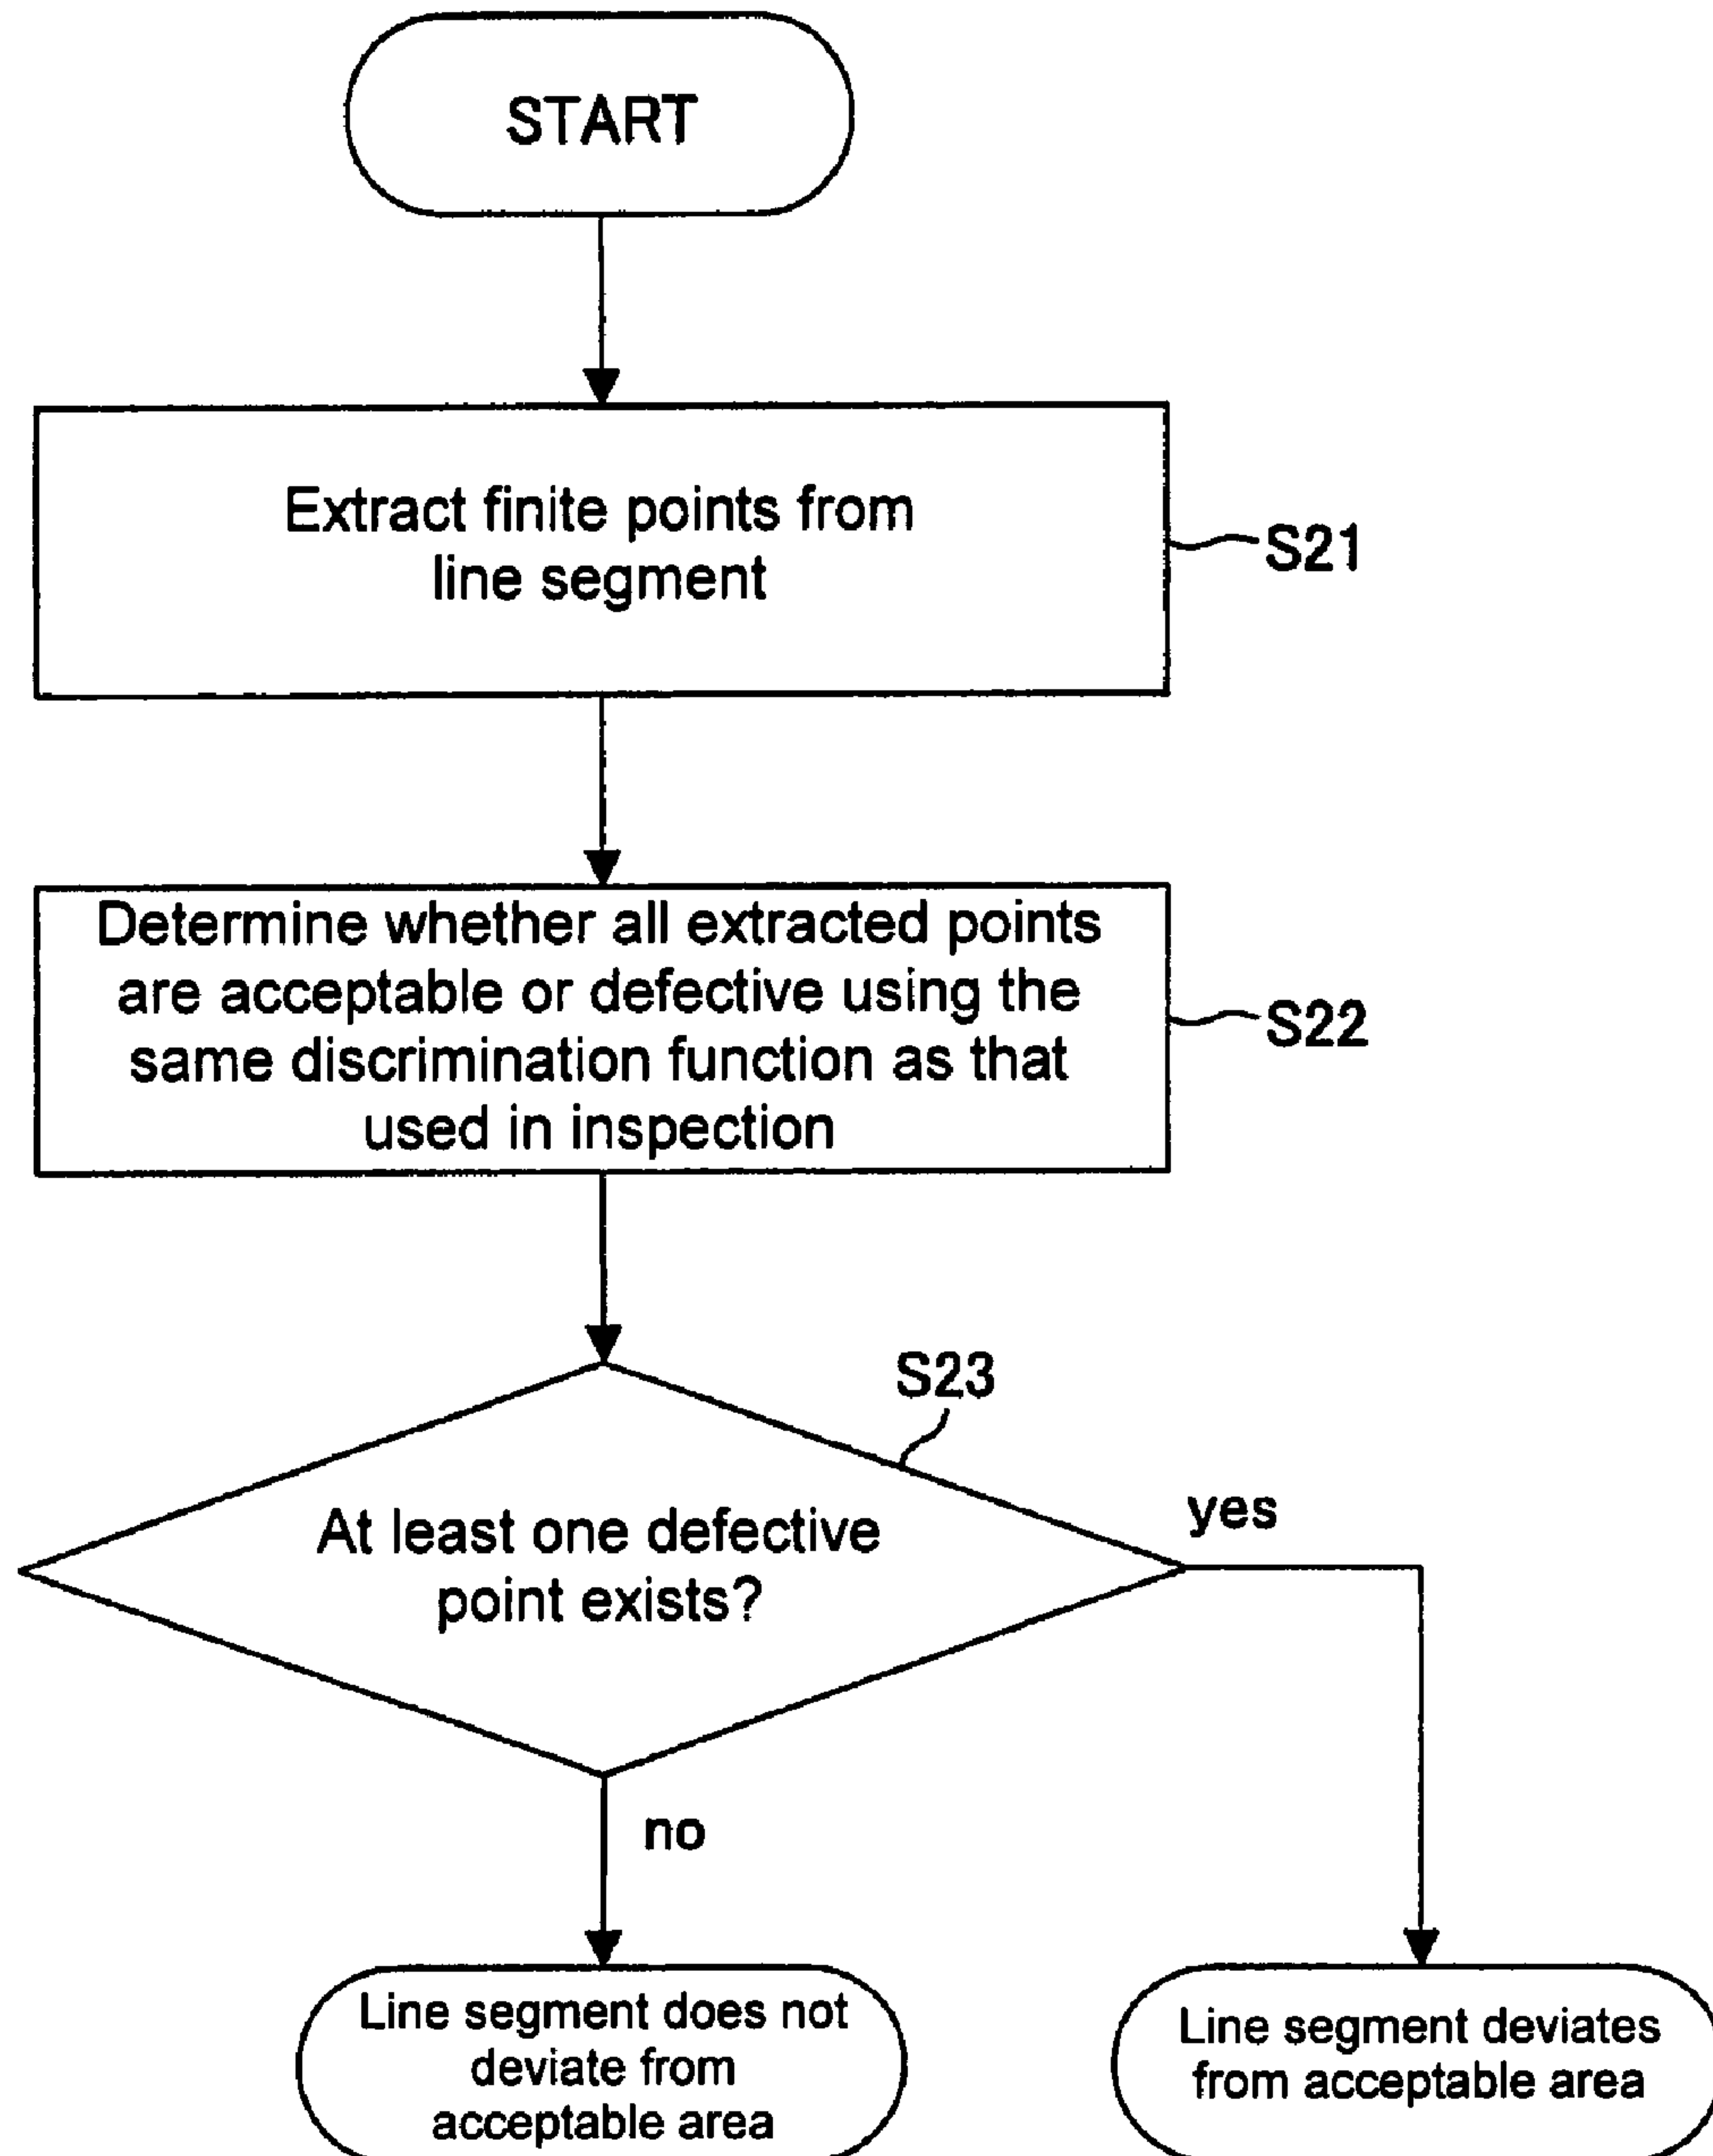 START
Extract finite points from
line segment
S21
Determine whether all extracted points
are acceptable or defective using the
same discrimination function as that
used in inspection
S22
S23
At least one defective
point exists?
yes
no
Line segment does not
deviate from
acceptable area
Line segment deviates
from acceptable area